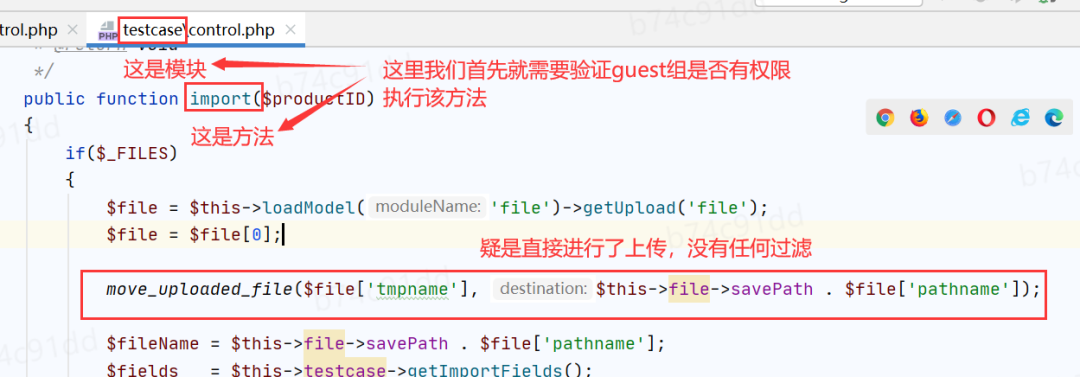 trol.php × testcase\control.php ×
*/
这是模块
这里我们首先就需要验证guest组是否有权限
执行该方法
public function import($productID)
这是方法
{
if($_FILES)
{
$file = $this->loadModel( moduleName: 'file')->getUpload('file');
$file = $file[0];
疑是直接进行了上传，没有任何过滤
move_uploaded_file($file['tmpname'], destination: $this->file->savePath . $file['pathname']);
$fileName = $this->file->savePath . $file['pathname'];
$fields = $this->testcase->getImportFields();
b74c91dd